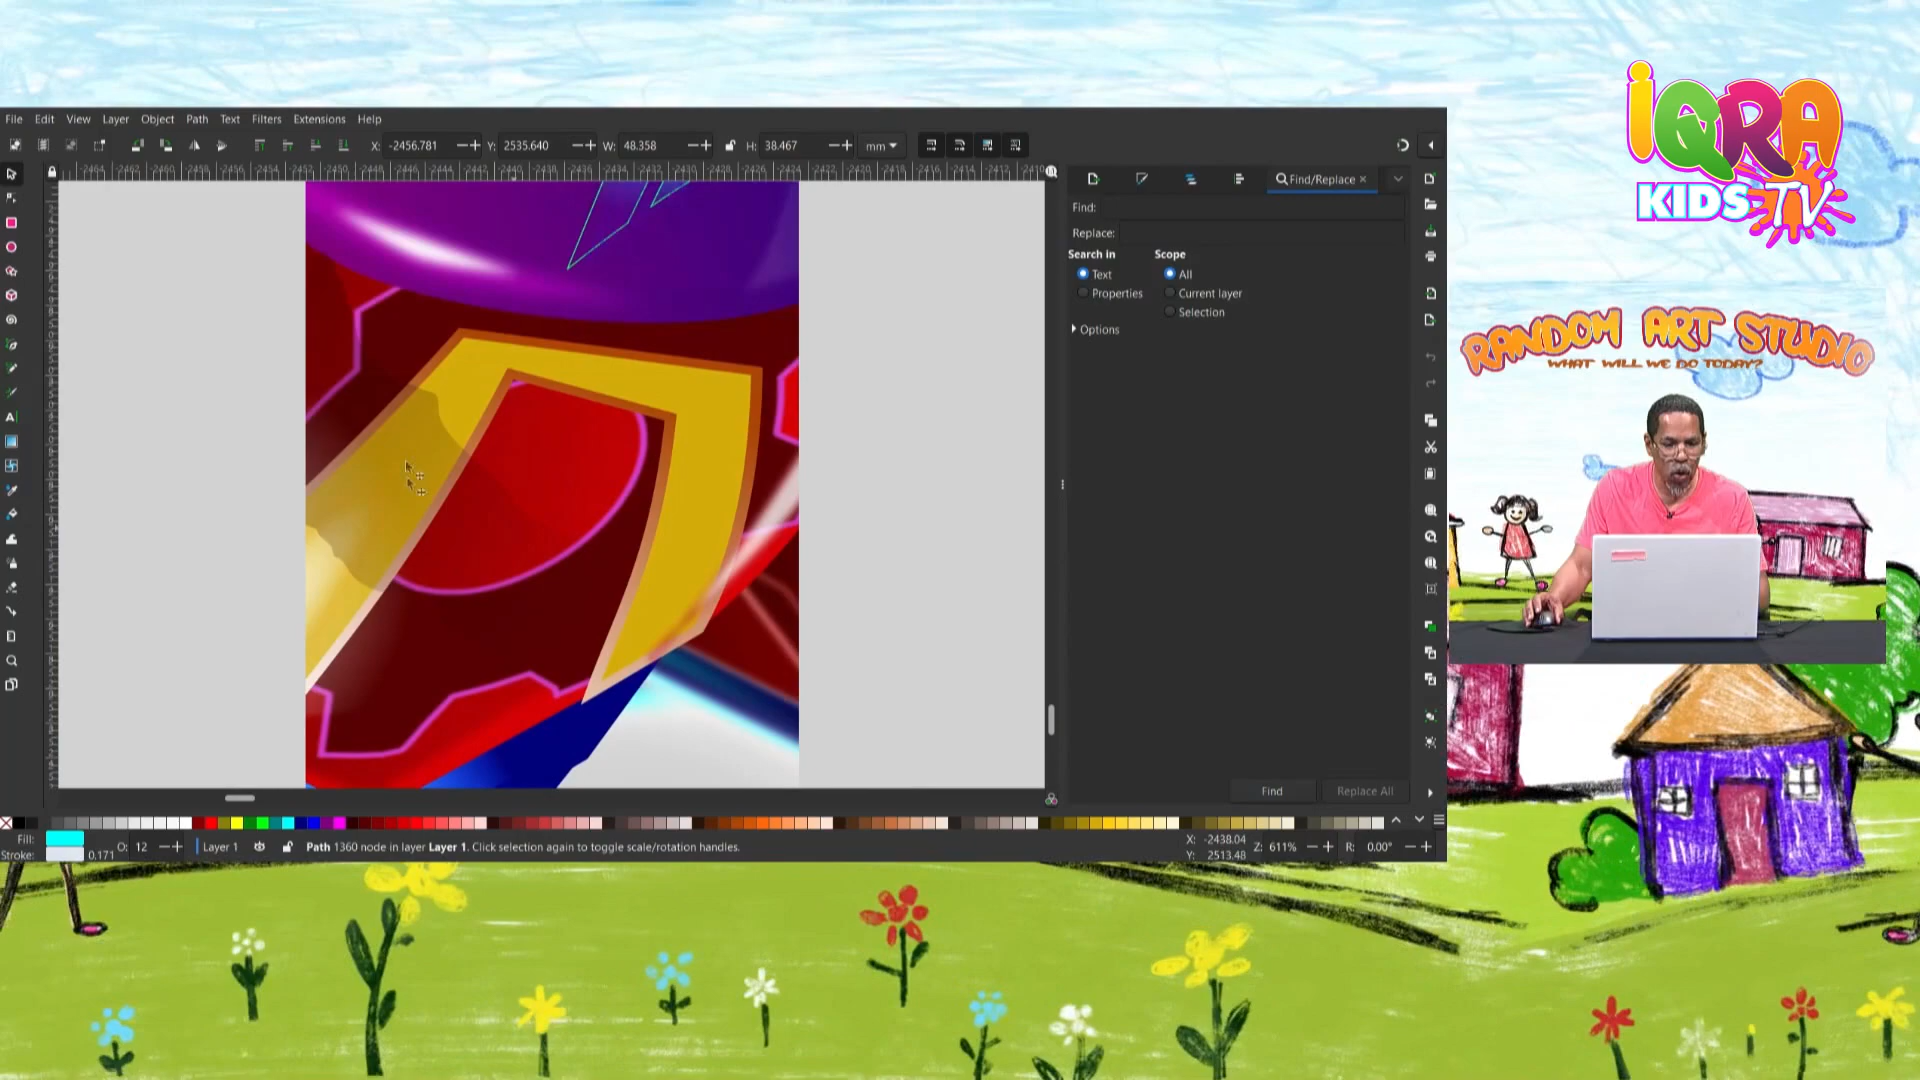 iQRA
KIDS TV
File Edit View Layer Object Path Text Filters Extensions Help
X: -2456.781 Y: 2535.640 W: 48.358 H: 38.467 mm
Find/Replace
Find:
Replace:
Search in Scope
Text All
Properties Current layer
Selection
Options
RANDOM ART STUDIO
WHAT WILL WE DO TODAY?
Find Replace All
Fill:
Stroke: 0.171 O: 12 Layer 1 Path 1360 node in layer Layer 1. Click selection again to toggle scale/rotation handles.
X: -2438.04
Y: 2513.48
Z: 611% R: 0.00°